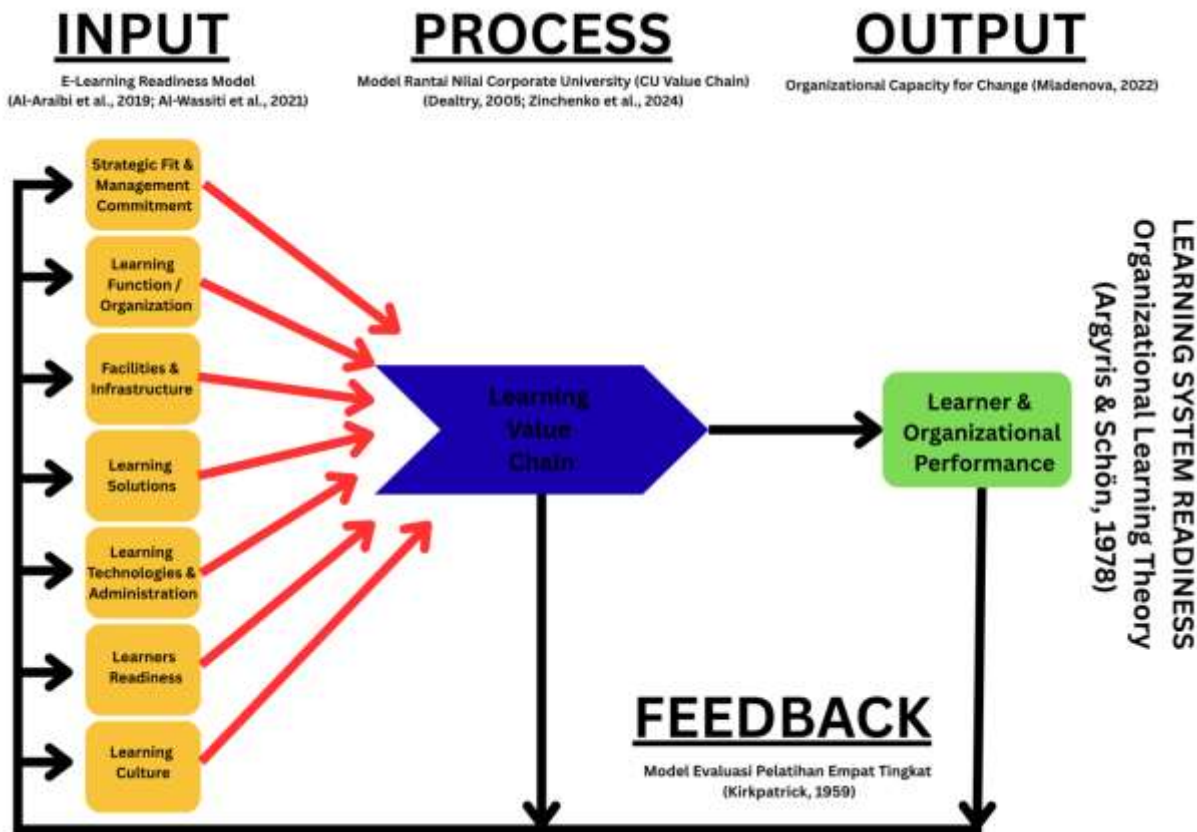 INPUT
E-Learning Readiness Model
(Al-Araibi et al., 2019; Al-Wassiti et al., 2021)
PROCESS
Model Rantai Nilai Corporate University (CU Value Chain)
(Dealtry, 2005; Zinchenko et al., 2024)
OUTPUT
Organizational Capacity for Change (Mladenova, 2022)
Strategic Fit &
Management
Commitment
Learning
Function /
Organization
Facilities &
Infrastructure
Learning
Solutions
Learning
Technologies &
Administration
Learners
Readiness
Learning
Culture
Learning
Value
Chain
Learner &
Organizational
Performance
LEARNING SYSTEM READINESS
Organizational Learning Theory
(Argyris & Schön, 1978)
FEEDBACK
Model Evaluasi Pelatihan Empat Tingkat
(Kirkpatrick, 1959)